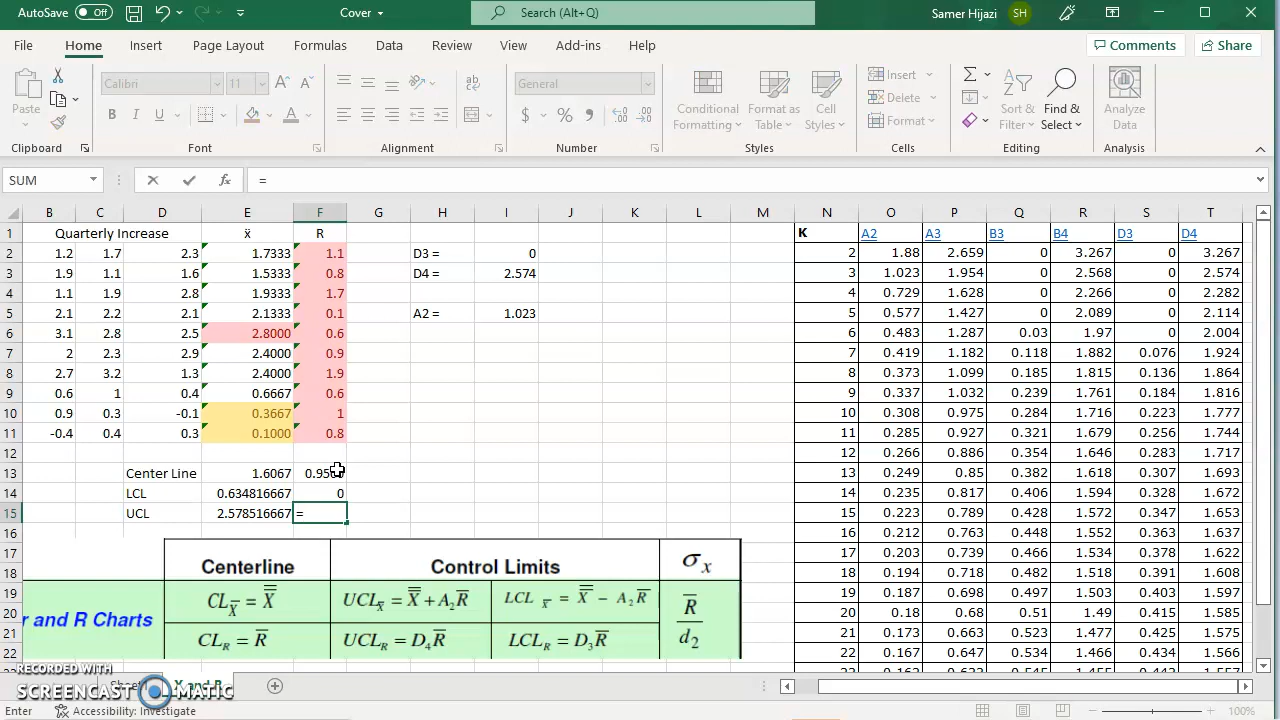 AutoSave Off Cover Search (Alt+Q) Samer Hijazi SH
File Home Insert Page Layout Formulas Data Review View Add-ins Help Comments Share
Paste Calibri 11 General Conditional Formatting Format as Table Cell Styles Insert Delete Format Sort & Filter Find & Select Analyze Data
Clipboard Font Alignment Number Styles Cells Editing Analysis
SUM fx =
B C D E F G H I J K L M N O P Q R S T
1 Quarterly Increase ẍ R K A2 A3 B3 B4 D3 D4
2 1.2 1.7 2.3 1.7333 1.1 D3 = 0 2 1.88 2.659 0 3.267 0 3.267
3 1.9 1.1 1.6 1.5333 0.8 D4 = 2.574 3 1.023 1.954 0 2.568 0 2.574
4 1.1 1.9 2.8 1.9333 1.7 4 0.729 1.628 0 2.266 0 2.282
5 2.1 2.2 2.1 2.1333 0.1 A2 = 1.023 5 0.577 1.427 0 2.089 0 2.114
6 3.1 2.8 2.5 2.8000 0.6 6 0.483 1.287 0.03 1.97 0 2.004
7 2 2.3 2.9 2.4000 0.9 7 0.419 1.182 0.118 1.882 0.076 1.924
8 2.7 3.2 1.3 2.4000 1.9 8 0.373 1.099 0.185 1.815 0.136 1.864
9 0.6 1 0.4 0.6667 0.6 9 0.337 1.032 0.239 1.761 0.184 1.816
10 0.9 0.3 -0.1 0.3667 1 10 0.308 0.975 0.284 1.716 0.223 1.777
11 -0.4 0.4 0.3 0.1000 0.8 11 0.285 0.927 0.321 1.679 0.256 1.744
12 12 0.266 0.886 0.354 1.646 0.283 1.717
13 Center Line 1.6067 0.95 13 0.249 0.85 0.382 1.618 0.307 1.693
14 LCL 0.634816667 0 14 0.235 0.817 0.406 1.594 0.328 1.672
15 UCL 2.578516667 = 15 0.223 0.789 0.428 1.572 0.347 1.653
16 16 0.212 0.763 0.448 1.552 0.363 1.637
17 Centerline Control Limits σx 17 0.203 0.739 0.466 1.534 0.378 1.622
18 18 0.194 0.718 0.482 1.518 0.391 1.608
19 CLX̄ = X̿ UCLX̄ = X̿ + A2R̄ LCL X̄ = X̿ − A2R̄ 19 0.187 0.698 0.497 1.503 0.403 1.597
20 r and R Charts R̄ / d2 20 0.18 0.68 0.51 1.49 0.415 1.585
21 CLR = R̄ UCLR = D4R̄ LCLR = D3R̄ 21 0.173 0.663 0.523 1.477 0.425 1.575
22 22 0.167 0.647 0.534 1.466 0.434 1.566
RECORDED WITH
SCREENCAST MATIC
Enter Accessibility: Investigate 100%